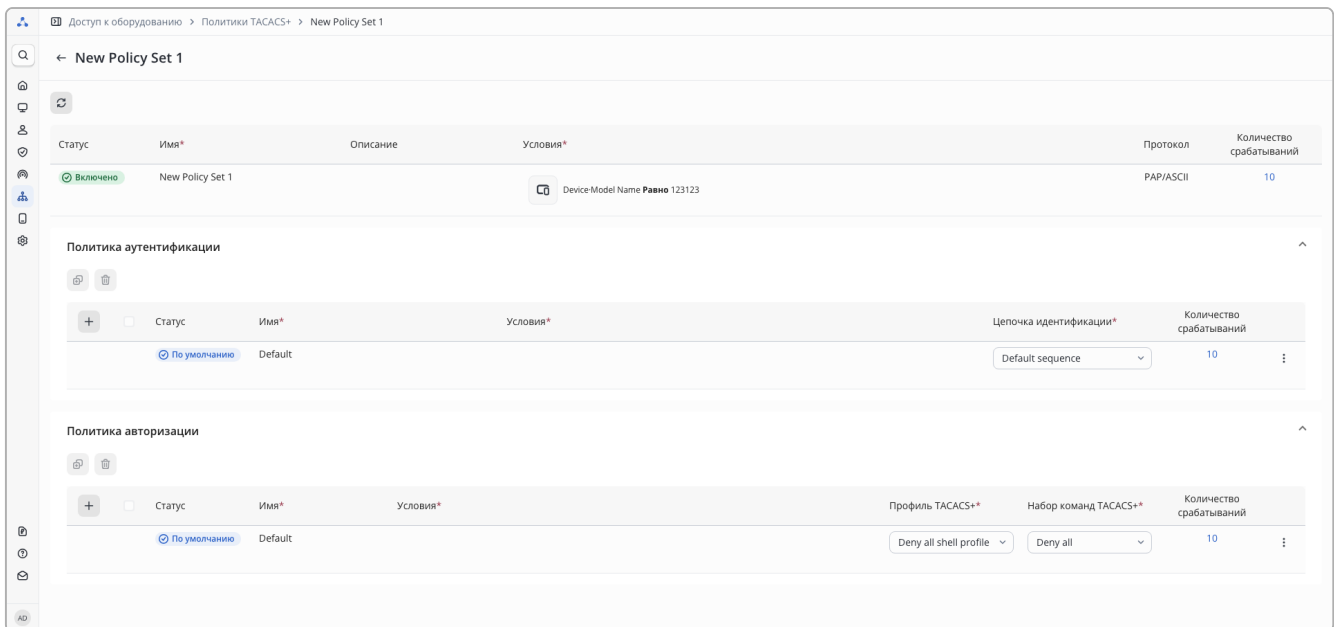 Доступ к оборудованию > Политики TACACS+ > New Policy Set 1
← New Policy Set 1
Статус Имя* Описание Условия* Протокол Количество срабатываний
Включено New Policy Set 1 Device·Model Name Равно 123123 PAP/ASCII 10
Политика аутентификации
+ Статус Имя* Условия* Цепочка идентификации* Количество срабатываний
По умолчанию Default Default sequence 10
Политика авторизации
+ Статус Имя* Условия* Профиль TACACS+* Набор команд TACACS+* Количество срабатываний
По умолчанию Default Deny all shell profile Deny all 10
AD